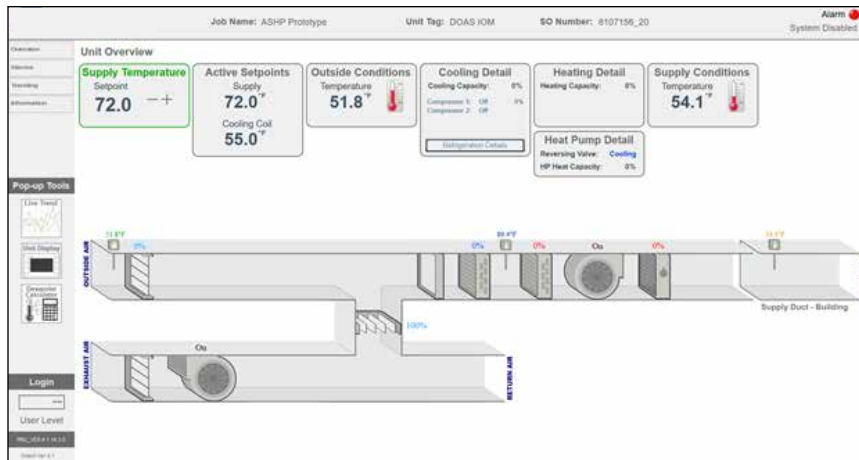 Job Name: ASHP Prototype
Unit Tag: DOAS IOM
SO Number: 8107156_20
Alarm
System Disabled
Overview
Alarms
Trending
Information
Unit Overview
Supply Temperature
Setpoint
72.0 − +
Active Setpoints
Supply
72.0 °F
Cooling Coil
55.0 °F
Outside Conditions
Temperature
51.8 °F
Cooling Detail
Cooling Capacity: 0%
Compressor 1: Off 0%
Compressor 2: Off
Refrigeration Details
Heating Detail
Heating Capacity: 0%
Supply Conditions
Temperature
54.1 °F
Heat Pump Detail
Reversing Valve: Cooling
HP Heat Capacity: 0%
Pop-up Tools
Live Trend
Unit Display
Dewpoint
Calculator
OUTSIDE AIR
51.8°F
0%
0%
0%
On
0%
Supply Duct - Building
100%
EXHAUST AIR
On
RETURN AIR
Login
User Level